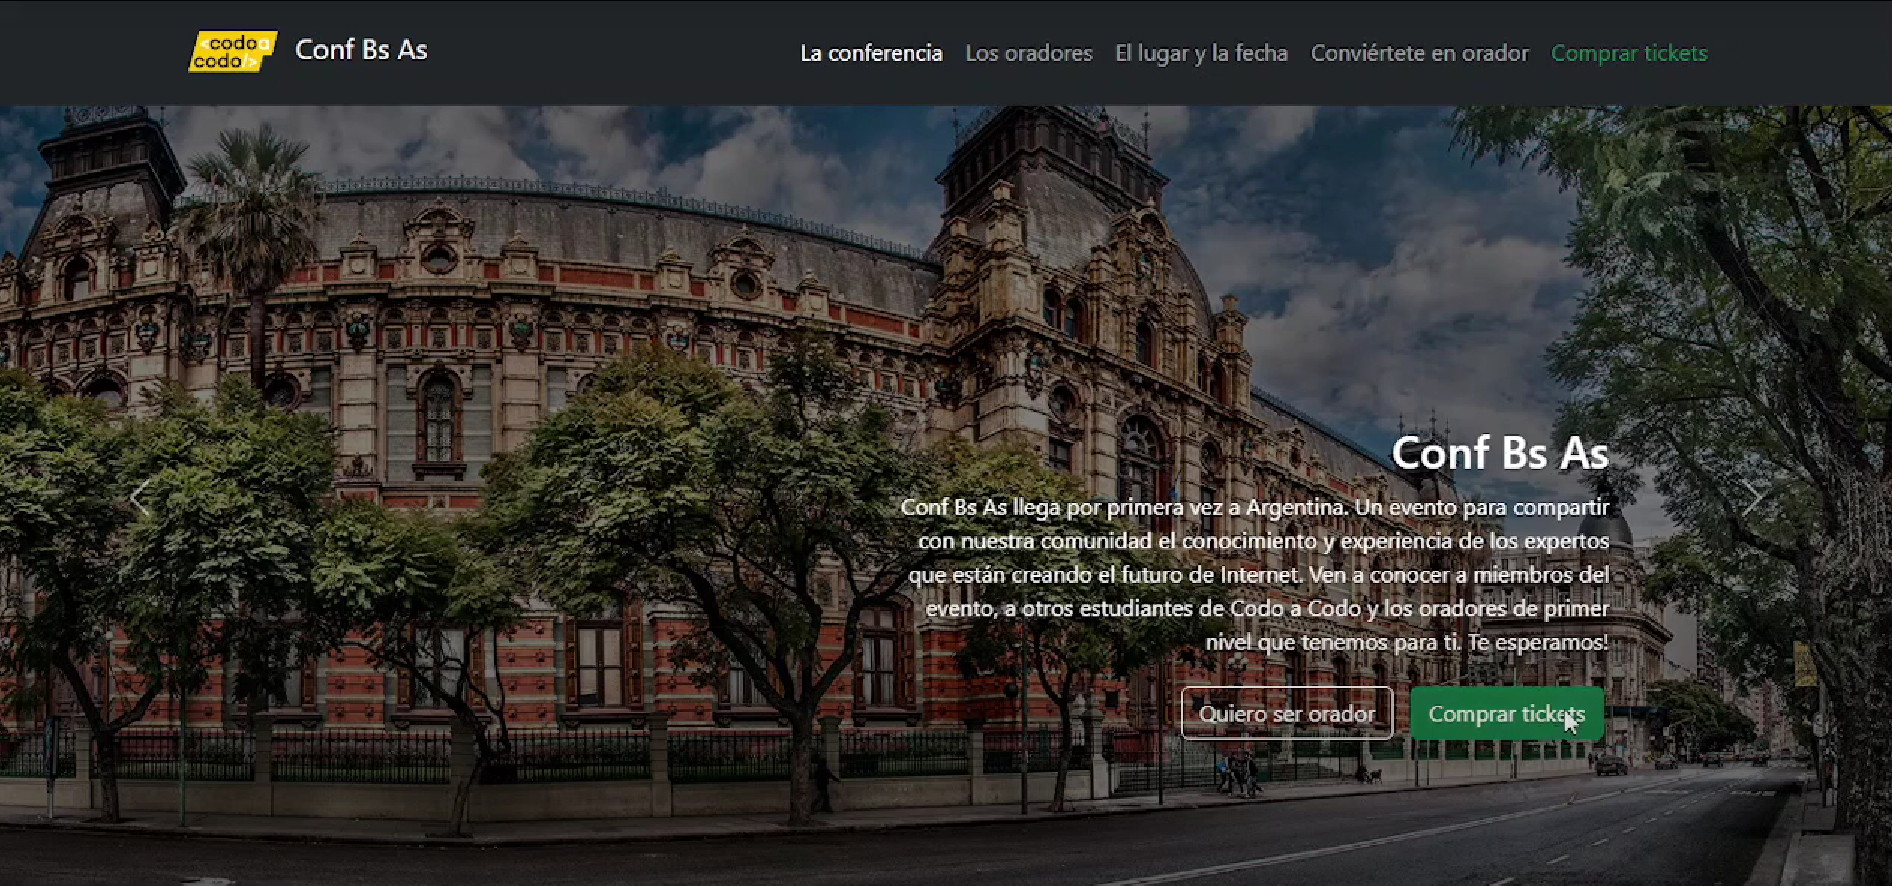 <codo a
codo/>
Conf Bs As
La conferencia
Los oradores
El lugar y la fecha
Conviértete en orador
Comprar tickets
Conf Bs As
Conf Bs As llega por primera vez a Argentina. Un evento para compartir
con nuestra comunidad el conocimiento y experiencia de los expertos
que están creando el futuro de Internet. Ven a conocer a miembros del
evento, a otros estudiantes de Codo a Codo y los oradores de primer
nivel que tenemos para ti. Te esperamos!
Quiero ser orador
Comprar tickets